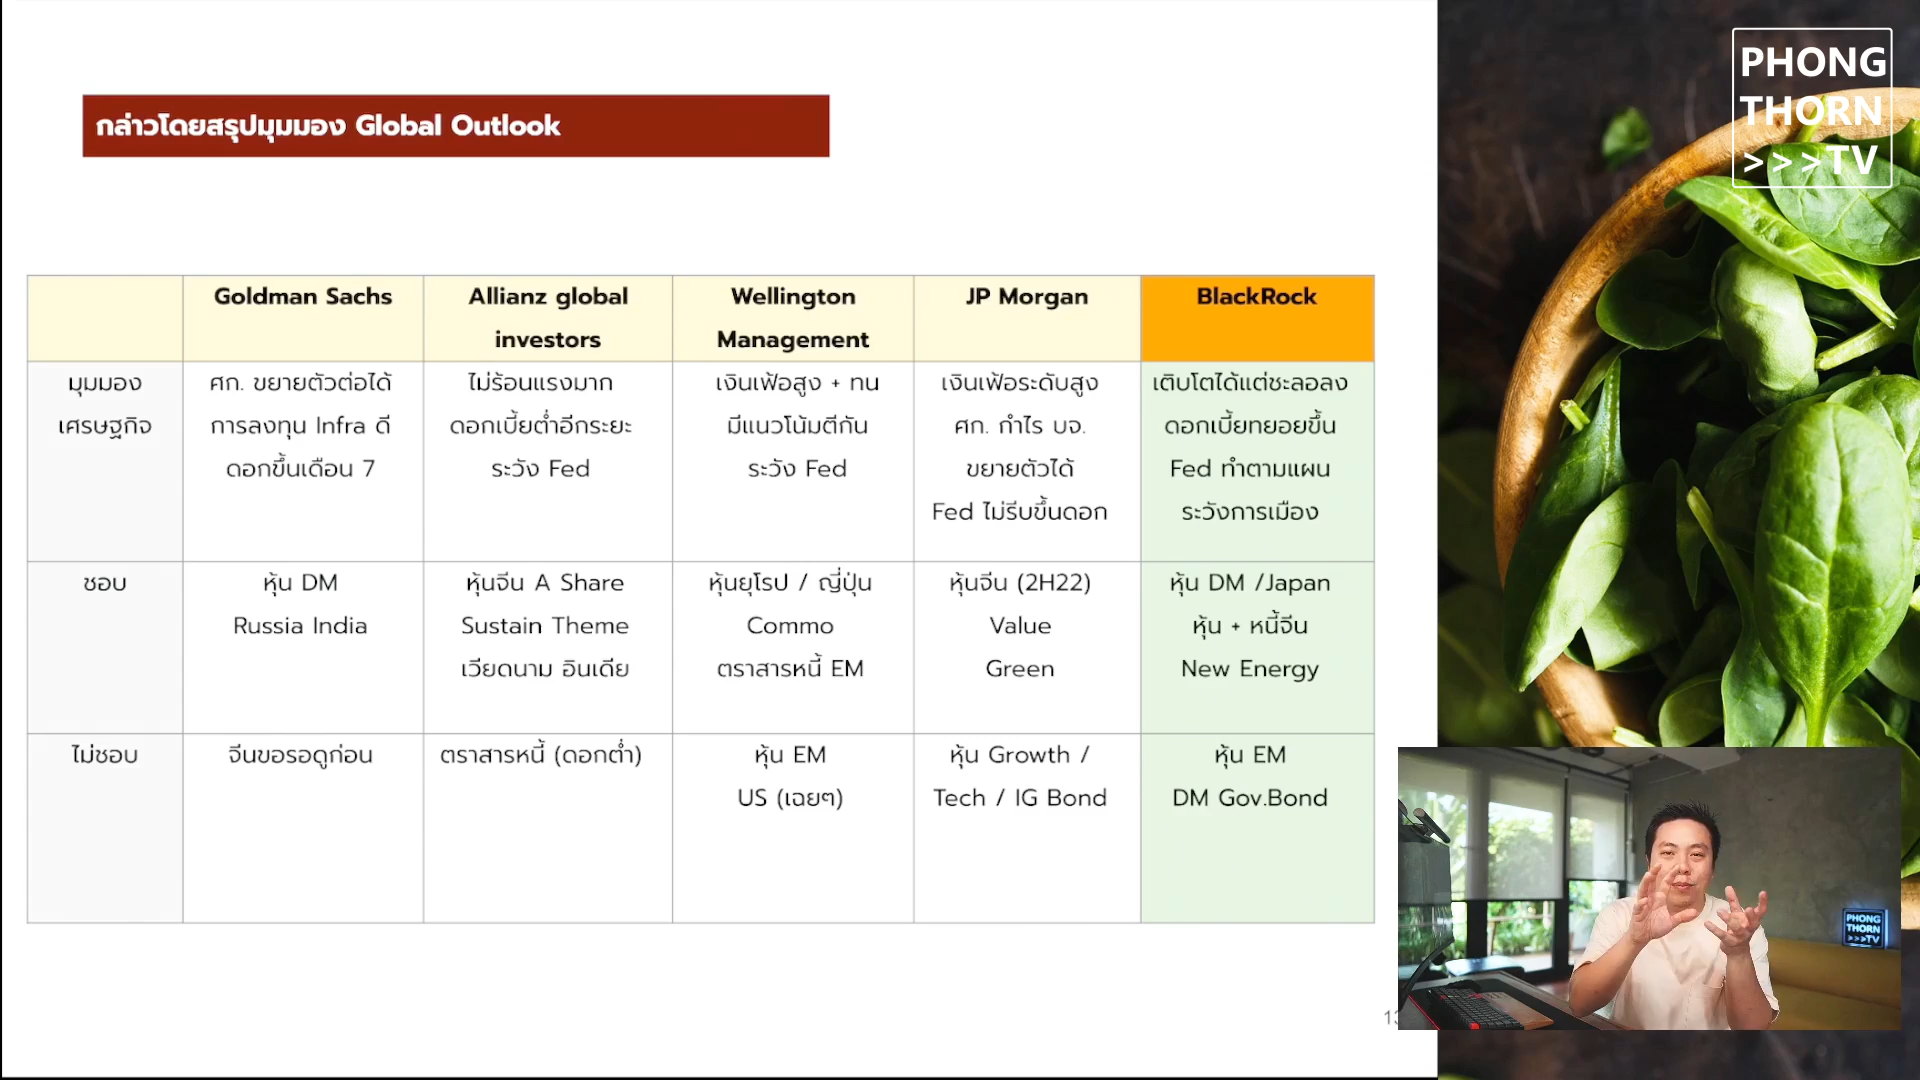 กล่าวโดยสรุปมุมมอง Global Outlook
Goldman Sachs
Allianz global
investors
Wellington
Management
JP Morgan
BlackRock
มุมมอง
เศรษฐกิจ
ศก. ขยายตัวต่อได้
การลงทุน Infra ดี
ดอกขึ้นเดือน 7
ไม่ร้อนแรงมาก
ดอกเบี้ยต่ำอีกระยะ
ระวัง Fed
เงินเฟ้อสูง + ทน
มีแนวโน้มตีกัน
ระวัง Fed
เงินเฟ้อระดับสูง
ศก. กำไร บจ.
ขยายตัวได้
Fed ไม่รีบขึ้นดอก
เติบโตได้แต่ชะลอลง
ดอกเบี้ยทยอยขึ้น
Fed ทำตามแผน
ระวังการเมือง
ชอบ
หุ้น DM
Russia India
หุ้นจีน A Share
Sustain Theme
เวียดนาม อินเดีย
หุ้นยุโรป / ญี่ปุ่น
Commo
ตราสารหนี้ EM
หุ้นจีน (2H22)
Value
Green
หุ้น DM /Japan
หุ้น + หนี้จีน
New Energy
ไม่ชอบ
จีนขอรอดูก่อน
ตราสารหนี้ (ดอกต่ำ)
หุ้น EM
US (เฉยๆ)
หุ้น Growth /
Tech / IG Bond
หุ้น EM
DM Gov.Bond
PHONG
THORN
>>>TV
PHONG
THORN
>>>TV